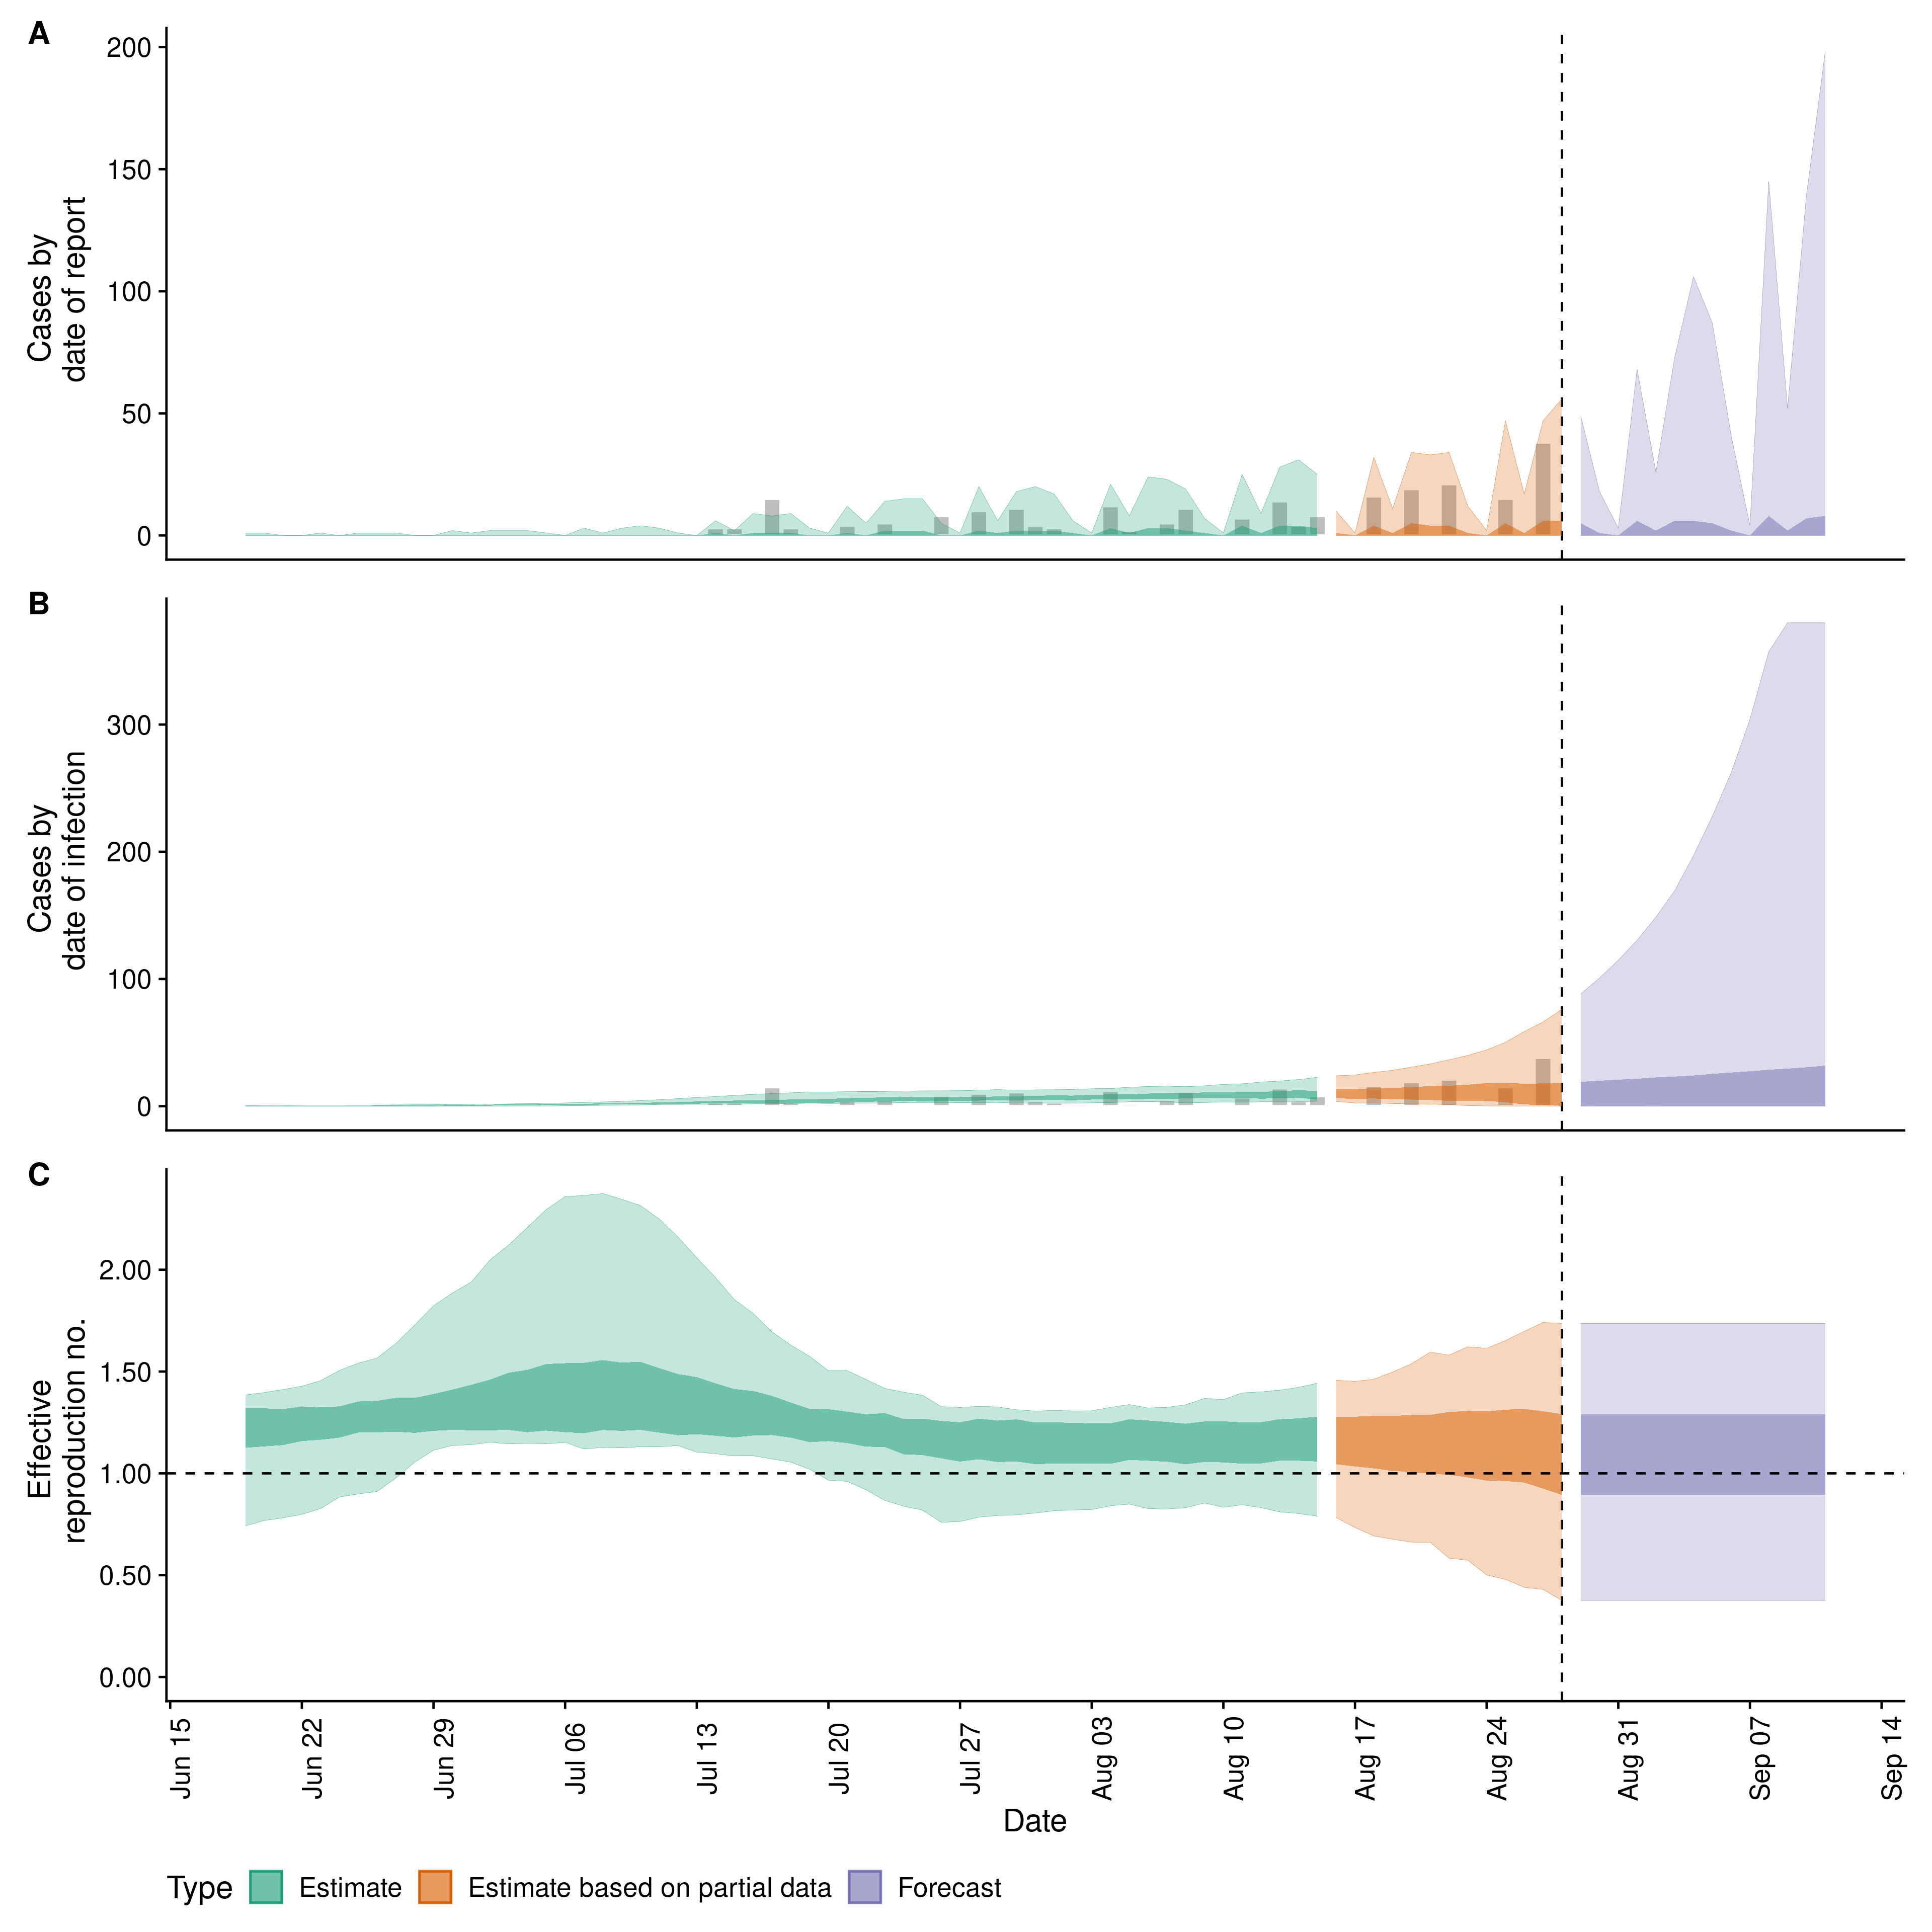 A
200
150
100
50
0
Cases by
date of report
B
300
200
100
0
Cases by
date of infection
C
2.00
1.50
1.00
0.50
0.00
Effective
reproduction no.
Jun 15
Jun 22
Jun 29
Jul 06
Jul 13
Jul 20
Jul 27
Aug 03
Aug 10
Aug 17
Aug 24
Aug 31
Sep 07
Sep 14
Date
Type Estimate Estimate based on partial data Forecast